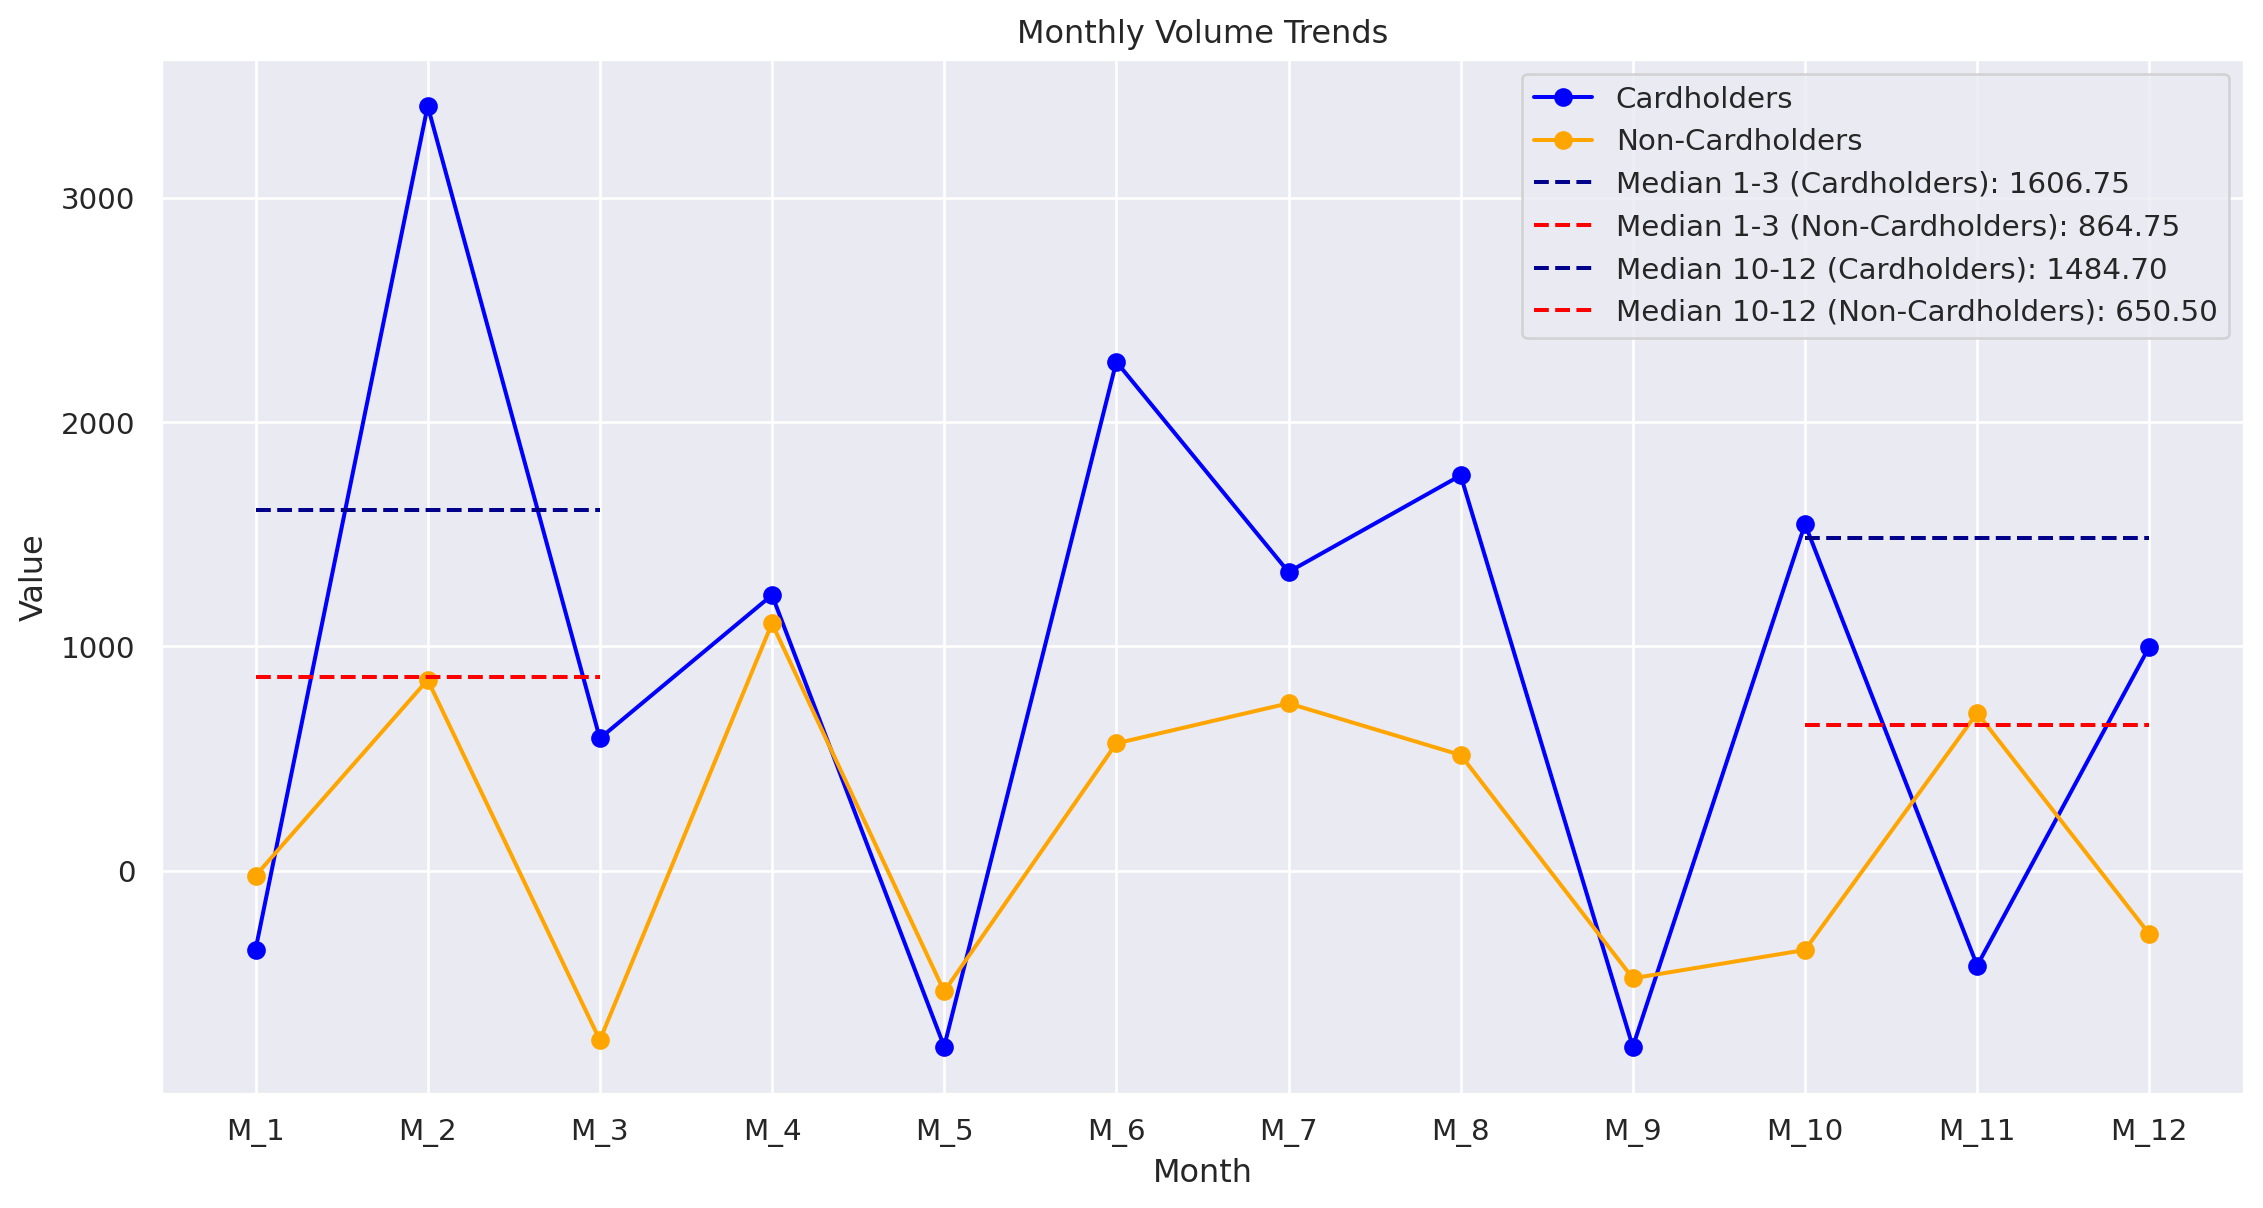 Monthly Volume Trends
Cardholders
Non-Cardholders
Median 1-3 (Cardholders): 1606.75
Median 1-3 (Non-Cardholders): 864.75
Median 10-12 (Cardholders): 1484.70
Median 10-12 (Non-Cardholders): 650.50
3000
2000
1000
0
Value
M_1 M_2 M_3 M_4 M_5 M_6 M_7 M_8 M_9 M_10 M_11 M_12
Month